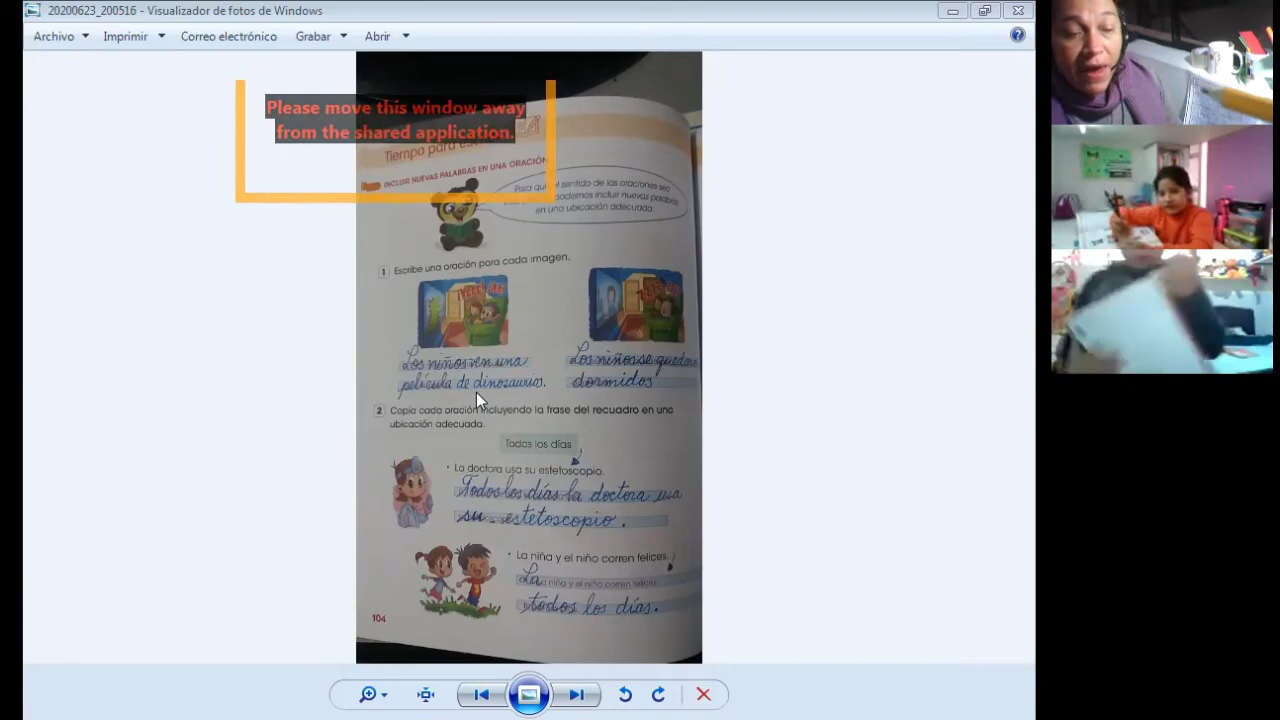 20200623_200516 - Visualizador de fotos de Windows
Archivo Imprimir Correo electrónico Grabar Abrir
Please move this window away
from the shared application.
Tiempo para
INCLUIR NUEVAS PALABRAS EN UNA ORACIÓN
Para que el sentido de las oraciones sea
podemos incluir nuevas palabras
en una ubicación adecuada.
1 Escribe una oración para cada imagen.
Los niños ven una
película de dinosaurios.
Los niños se quedaron
dormidos
2 Copia cada oración incluyendo la frase del recuadro en una
ubicación adecuada.
Todos los días
• La doctora usa su estetoscopio.
Todos los días la doctora usa
su estetoscopio.
• La niña y el niño corren felices.
La niña y el niño corren felices
todos los días.
104